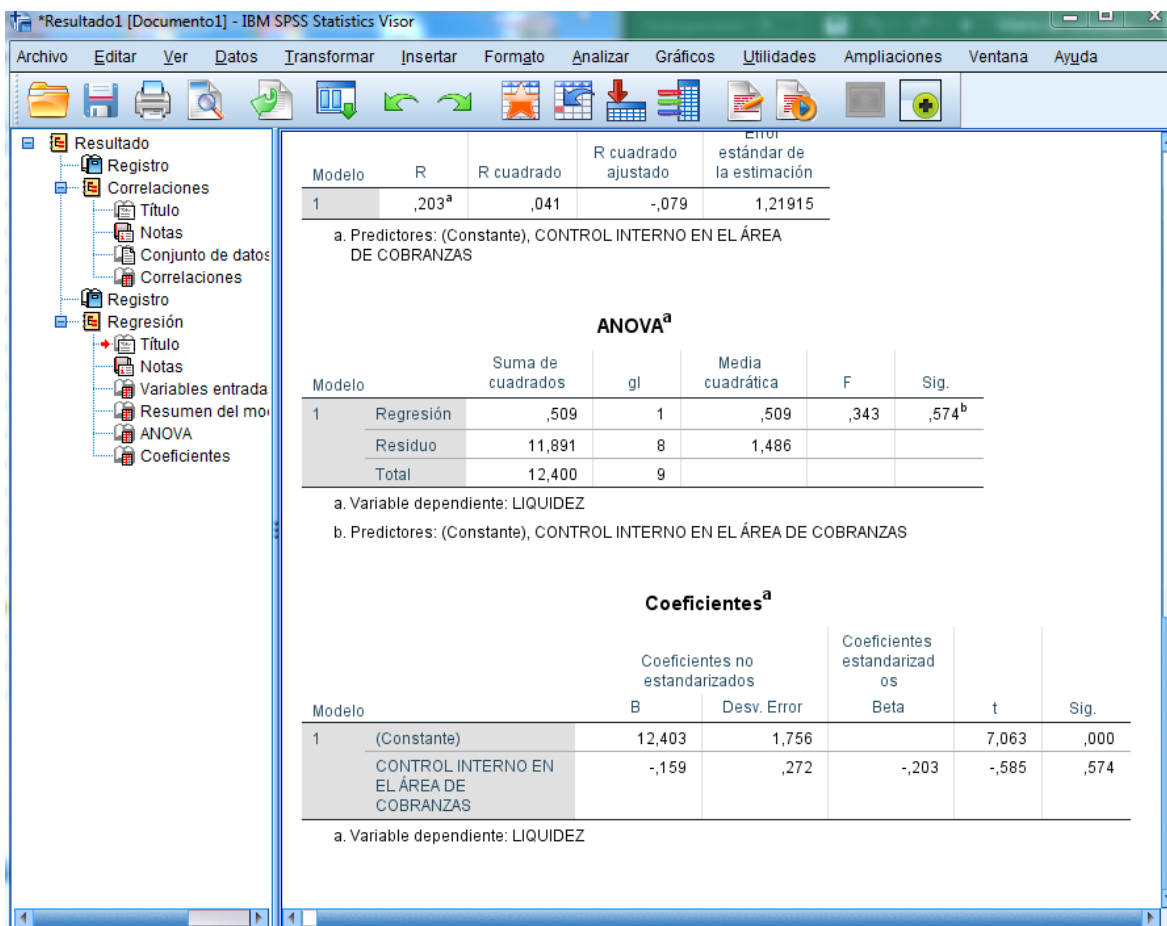 *Resultado1 [Documento1] - IBM SPSS Statistics Visor
Archivo Editar Ver Datos Transformar Insertar Formato Analizar Gráficos Utilidades Ampliaciones Ventana Ayuda
Resultado
Registro
Correlaciones
Título
Notas
Conjunto de datos
Correlaciones
Registro
Regresión
Título
Notas
Variables entrada
Resumen del mo
ANOVA
Coeficientes
Modelo R R cuadrado R cuadrado ajustado Error estándar de la estimación
1 ,203a ,041 -,079 1,21915
a. Predictores: (Constante), CONTROL INTERNO EN EL ÁREA
DE COBRANZAS
ANOVAa
Modelo Suma de cuadrados gl Media cuadrática F Sig.
1 Regresión ,509 1 ,509 ,343 ,574b
Residuo 11,891 8 1,486
Total 12,400 9
a. Variable dependiente: LIQUIDEZ
b. Predictores: (Constante), CONTROL INTERNO EN EL ÁREA DE COBRANZAS
Coeficientesa
Coeficientes no estandarizados Coeficientes estandarizad os
Modelo B Desv. Error Beta t Sig.
1 (Constante) 12,403 1,756 7,063 ,000
CONTROL INTERNO EN EL ÁREA DE COBRANZAS -,159 ,272 -,203 -,585 ,574
a. Variable dependiente: LIQUIDEZ